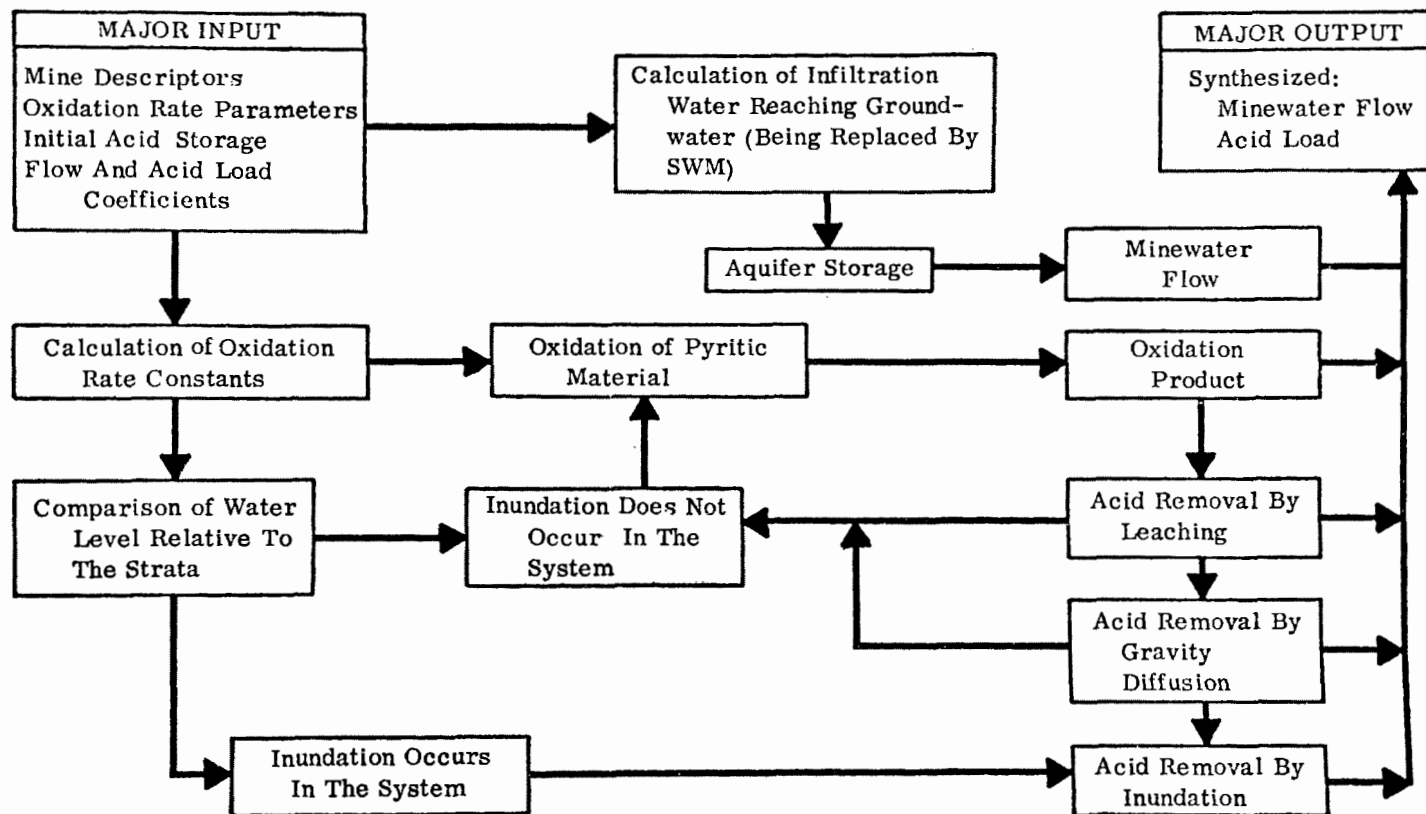 MAJOR INPUT
Mine Descriptors
Oxidation Rate Parameters
Initial Acid Storage
Flow And Acid Load
Coefficients
Calculation of Infiltration
Water Reaching Ground-
water (Being Replaced By
SWM)
MAJOR OUTPUT
Synthesized:
Minewater Flow
Acid Load
Aquifer Storage
Minewater
Flow
Calculation of Oxidation
Rate Constants
Oxidation of Pyritic
Material
Oxidation
Product
Comparison of Water
Level Relative To
The Strata
Inundation Does Not
Occur In The
System
Acid Removal By
Leaching
Acid Removal By
Gravity
Diffusion
Inundation Occurs
In The System
Acid Removal By
Inundation